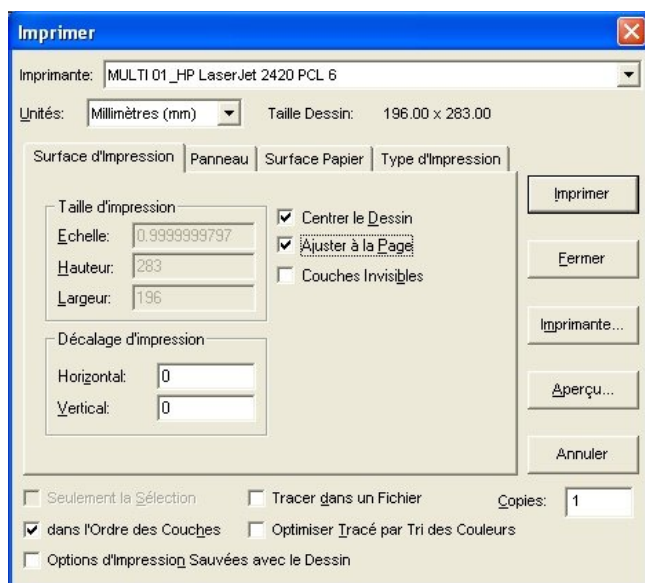 Imprimer
Imprimante: MULTI 01_HP LaserJet 2420 PCL 6
Unités: Millimètres (mm) Taille Dessin: 196.00 x 283.00
Surface d'Impression Panneau Surface Papier Type d'Impression
Taille d'impression
Echelle: 0.9999999797
Hauteur: 283
Largeur: 196
Centrer le Dessin
Ajuster à la Page
Couches Invisibles
Décalage d'impression
Horizontal: 0
Vertical: 0
Imprimer
Fermer
Imprimante...
Aperçu...
Annuler
Seulement la Sélection Tracer dans un Fichier Copies: 1
dans l'Ordre des Couches Optimiser Tracé par Tri des Couleurs
Options d'Impression Sauvées avec le Dessin